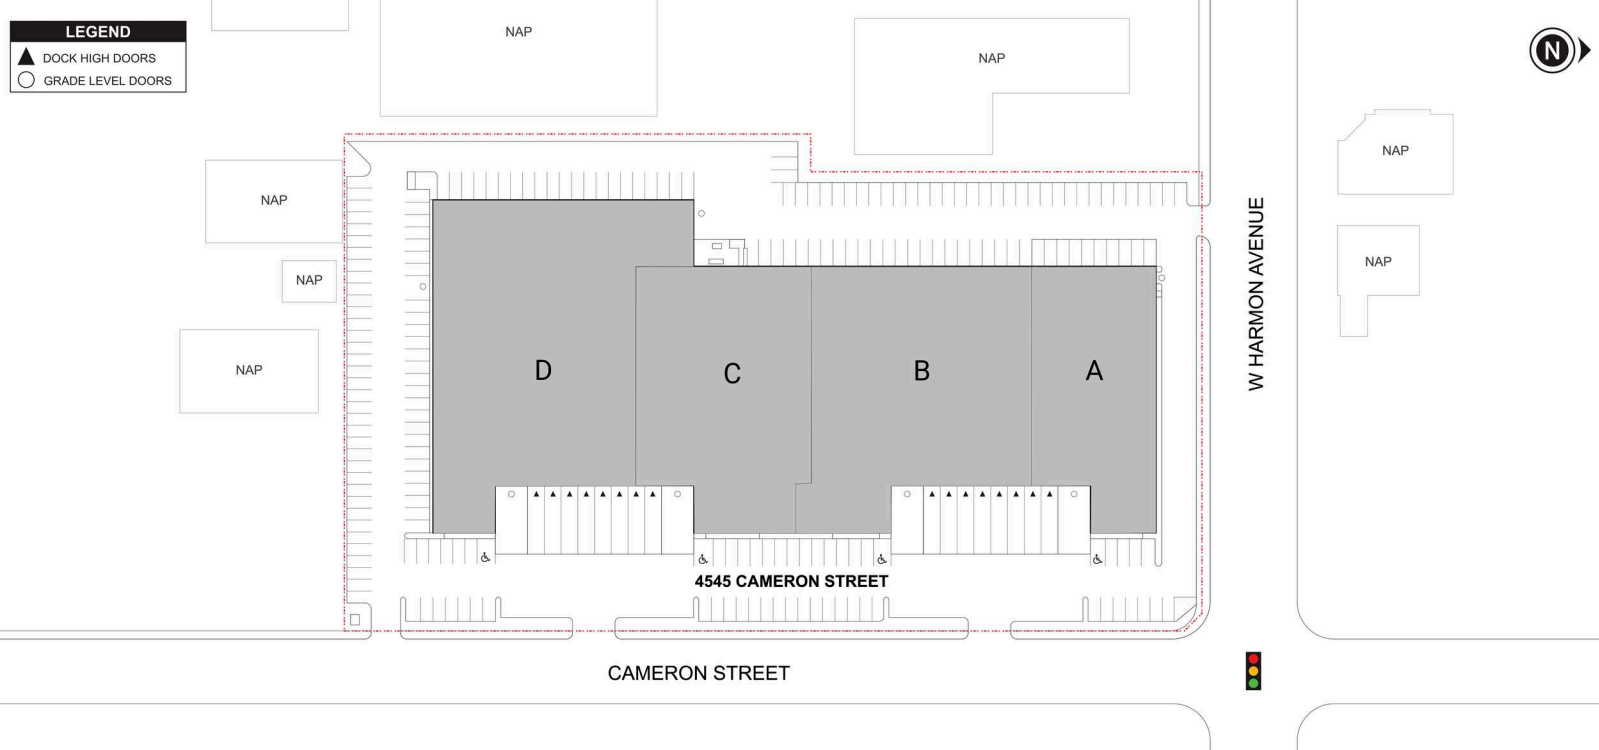 LEGEND
DOCK HIGH DOORS
GRADE LEVEL DOORS
NAP
NAP
N
NAP
NAP
NAP
NAP
NAP
NAP
W HARMON AVENUE
D
C
B
A
4545 CAMERON STREET
CAMERON STREET